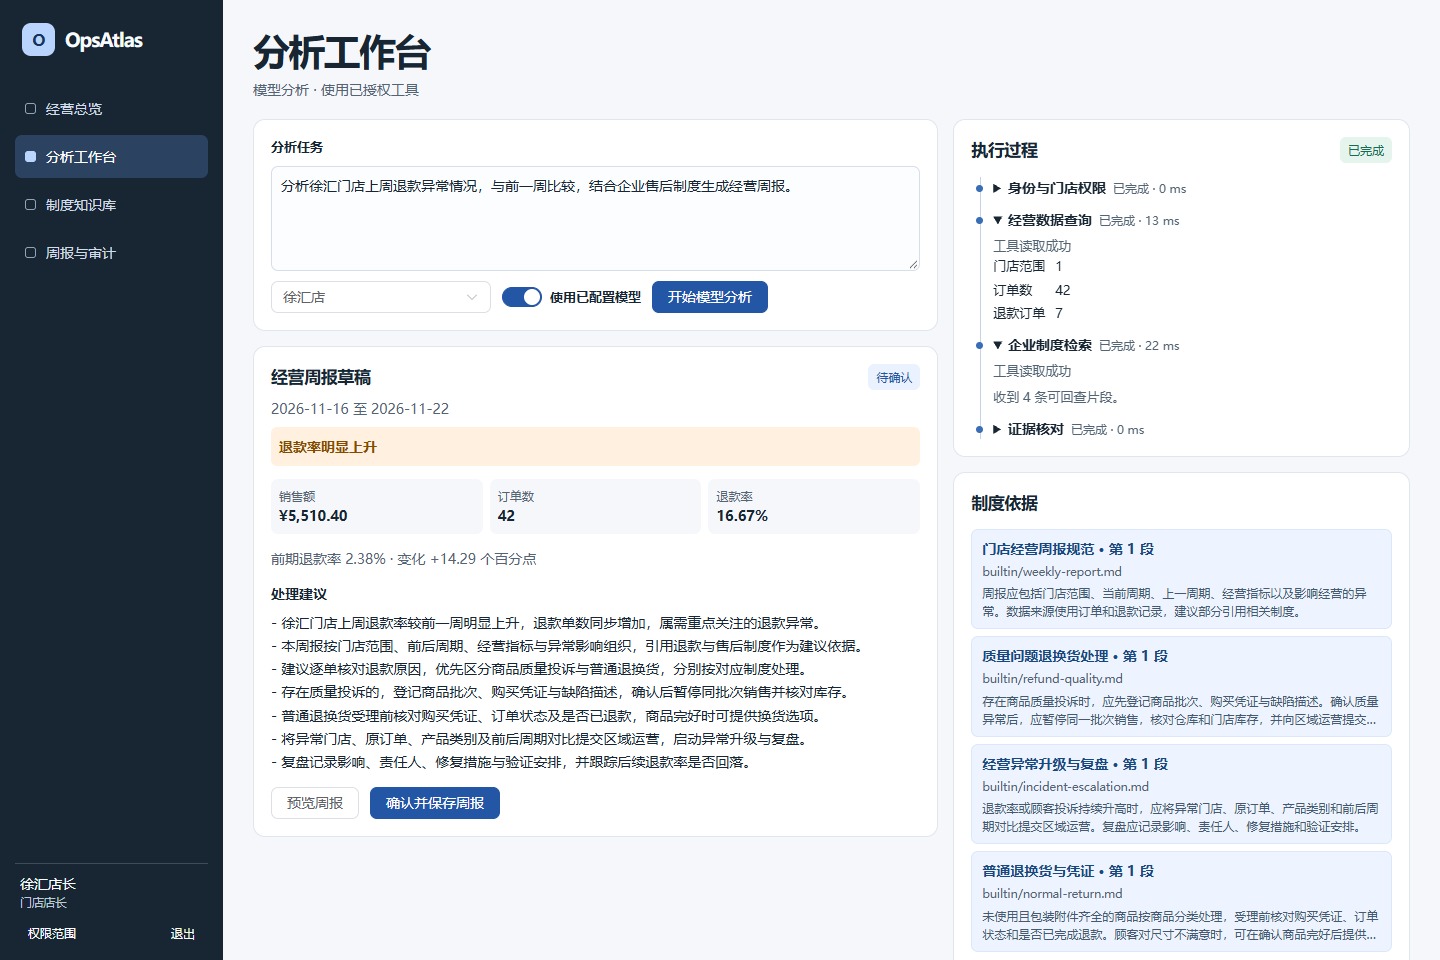 O OpsAtlas
经营总览
分析工作台
制度知识库
周报与审计
徐汇店长
门店店长
权限范围 退出
分析工作台
模型分析 · 使用已授权工具
分析任务
分析徐汇门店上周退款异常情况，与前一周比较，结合企业售后制度生成经营周报。
徐汇店 使用已配置模型 开始模型分析
经营周报草稿 待确认
2026-11-16 至 2026-11-22
退款率明显上升
销售额 订单数 退款率
¥5,510.40 42 16.67%
前期退款率 2.38% · 变化 +14.29 个百分点
处理建议
- 徐汇门店上周退款率较前一周明显上升，退款单数同步增加，属需重点关注的退款异常。
- 本周报按门店范围、前后周期、经营指标与异常影响组织，引用退款与售后制度作为建议依据。
- 建议逐单核对退款原因，优先区分商品质量投诉与普通退换货，分别按对应制度处理。
- 存在质量投诉的，登记商品批次、购买凭证与缺陷描述，确认后暂停同批次销售并核对库存。
- 普通退换货受理前核对购买凭证、订单状态及是否已退款，商品完好时可提供换货选项。
- 将异常门店、原订单、产品类别及前后周期对比提交区域运营，启动异常升级与复盘。
- 复盘记录影响、责任人、修复措施与验证安排，并跟踪后续退款率是否回落。
预览周报 确认并保存周报
执行过程 已完成
▶ 身份与门店权限 已完成 · 0 ms
▼ 经营数据查询 已完成 · 13 ms
工具读取成功
门店范围 1
订单数 42
退款订单 7
▼ 企业制度检索 已完成 · 22 ms
工具读取成功
收到 4 条可回查片段。
▶ 证据核对 已完成 · 0 ms
制度依据
门店经营周报规范 • 第 1 段
builtin/weekly-report.md
周报应包括门店范围、当前周期、上一周期、经营指标以及影响经营的异
常。数据来源使用订单和退款记录，建议部分引用相关制度。
质量问题退换货处理 • 第 1 段
builtin/refund-quality.md
存在商品质量投诉时，应先登记商品批次、购买凭证与缺陷描述。确认质量
异常后，应暂停同一批次销售，核对仓库和门店库存，并向区域运营提交...
经营异常升级与复盘 • 第 1 段
builtin/incident-escalation.md
退款率或顾客投诉持续升高时，应将异常门店、原订单、产品类别和前后周
期对比提交区域运营。复盘应记录影响、责任人、修复措施和验证安排。
普通退换货与凭证 • 第 1 段
builtin/normal-return.md
未使用且包装附件齐全的商品按商品分类处理，受理前核对购买凭证、订单
状态和是否已完成退款。顾客对尺寸不满意时，可在确认商品完好后提供...